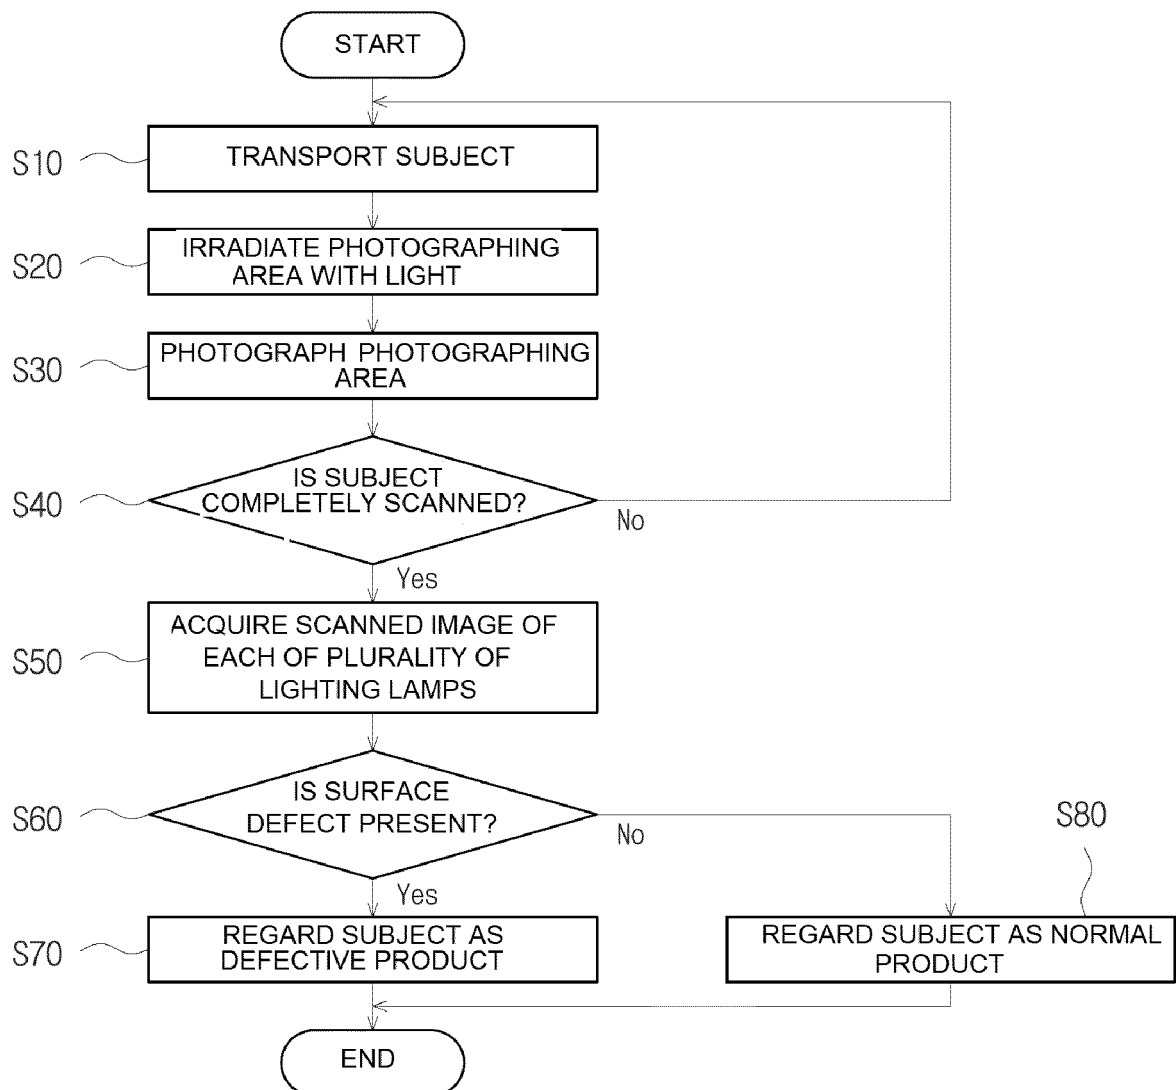 START
S10
TRANSPORT SUBJECT
S20
IRRADIATE PHOTOGRAPHING
AREA WITH LIGHT
S30
PHOTOGRAPH PHOTOGRAPHING
AREA
S40
IS SUBJECT
COMPLETELY SCANNED?
No
Yes
S50
ACQUIRE SCANNED IMAGE OF
EACH OF PLURALITY OF
LIGHTING LAMPS
S60
IS SURFACE
DEFECT PRESENT?
No
Yes
S80
S70
REGARD SUBJECT AS
DEFECTIVE PRODUCT
REGARD SUBJECT AS NORMAL
PRODUCT
END